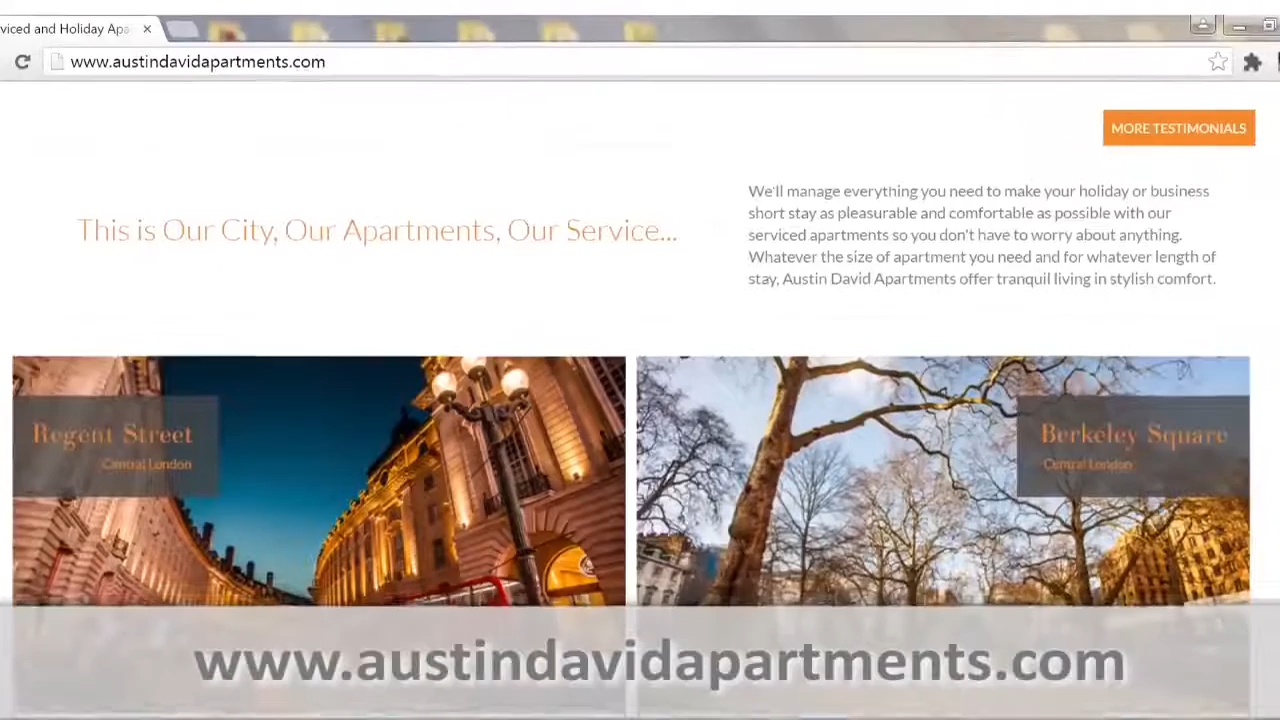 viced and Holiday Apa
www.austindavidapartments.com
MORE TESTIMONIALS
This is Our City, Our Apartments, Our Service...
We'll manage everything you need to make your holiday or business
short stay as pleasurable and comfortable as possible with our
serviced apartments so you don't have to worry about anything.
Whatever the size of apartment you need and for whatever length of
stay, Austin David Apartments offer tranquil living in stylish comfort.
Regent Street
Central London
Berkeley Square
Central London
www.austindavidapartments.com